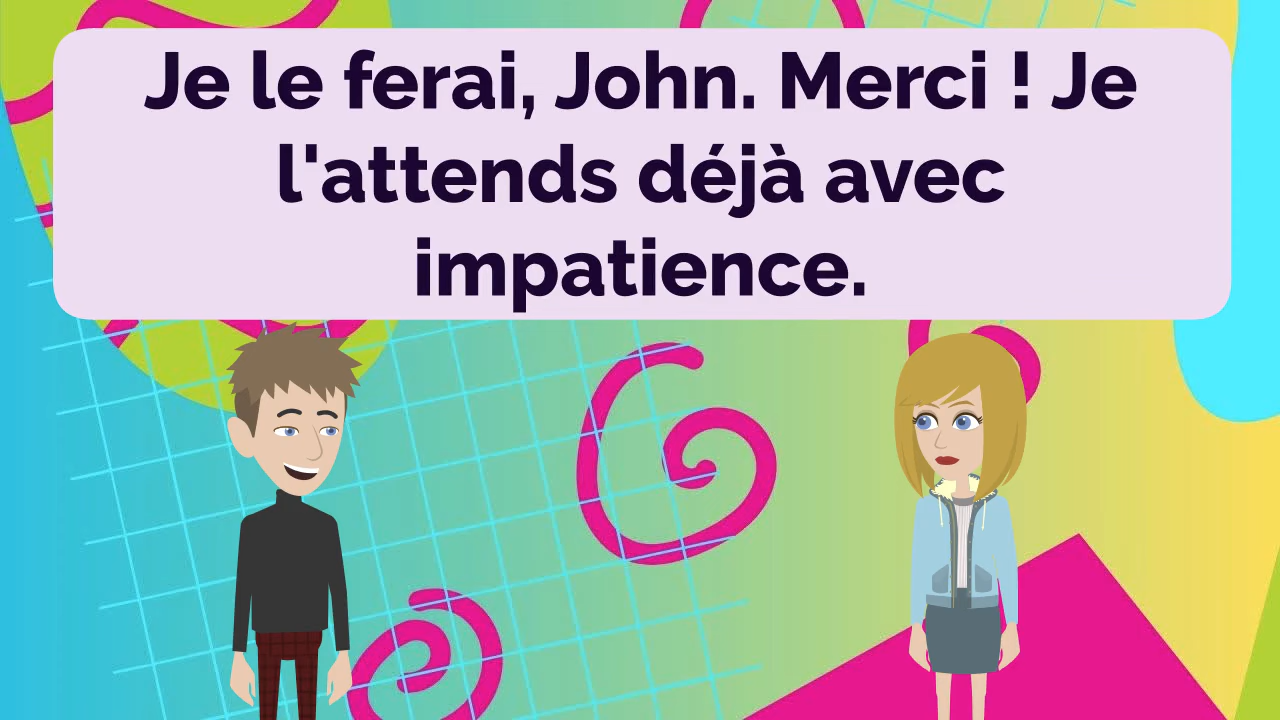 Je le ferai, John. Merci ! Je
l'attends déjà avec
impatience.